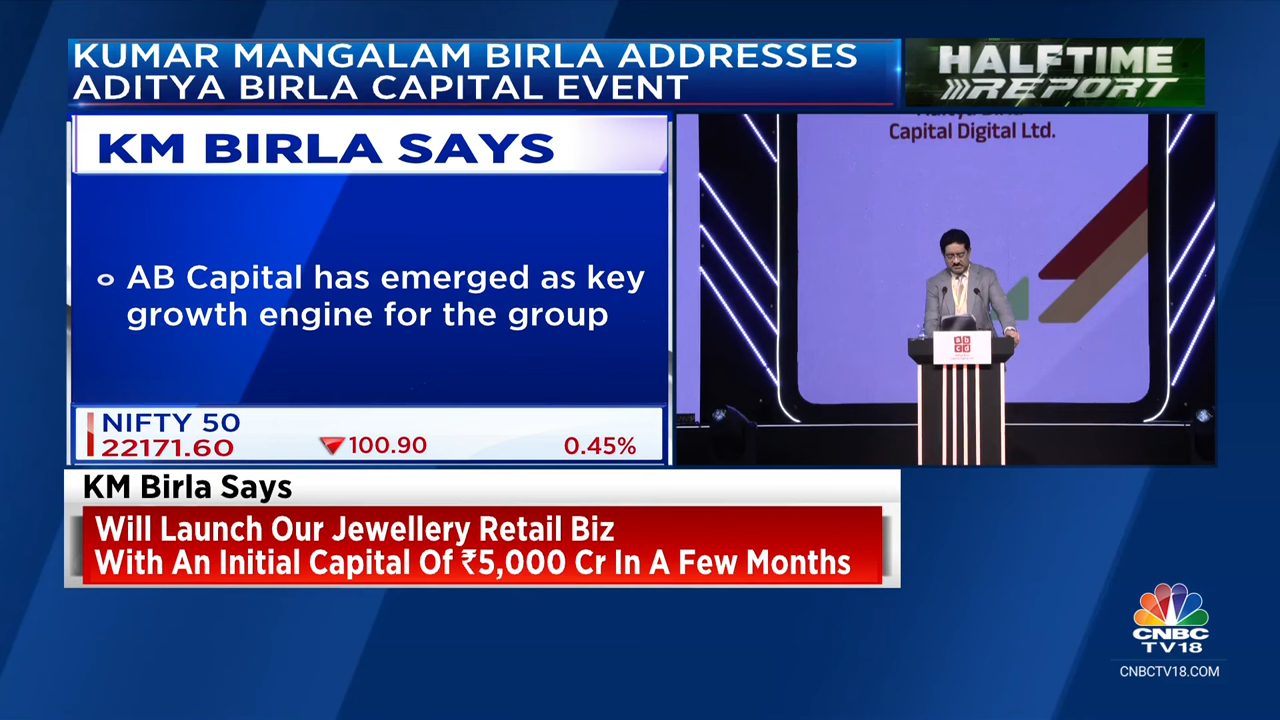 KUMAR MANGALAM BIRLA ADDRESSES
ADITYA BIRLA CAPITAL EVENT
HALFTIME
REPORT
KM BIRLA SAYS
AB Capital has emerged as key
growth engine for the group
Capital Digital Ltd.
abcd
NIFTY 50
22171.60 100.90 0.45%
KM Birla Says
Will Launch Our Jewellery Retail Biz
With An Initial Capital Of ₹5,000 Cr In A Few Months
CNBC
TV18
CNBCTV18.COM